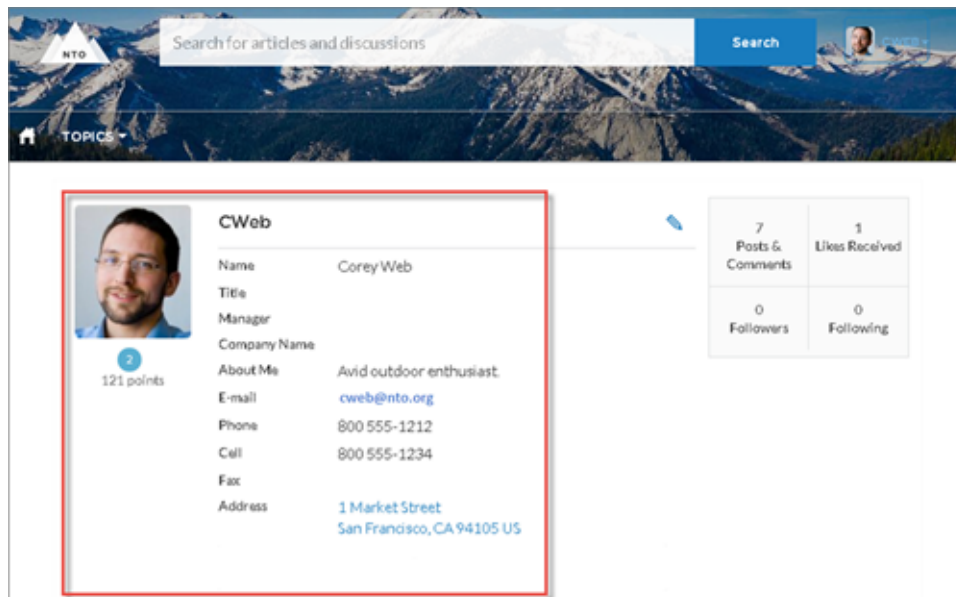 NTO
Search for articles and discussions
Search
CWEB
TOPICS
CWeb
Name Corey Web
Title
Manager
Company Name
About Me Avid outdoor enthusiast.
E-mail cweb@nto.org
Phone 800 555-1212
Cell 800 555-1234
Fax
Address 1 Market Street
San Francisco, CA 94105 US
2
121 points
7
Posts &
Comments
1
Likes Received
0
Followers
0
Following